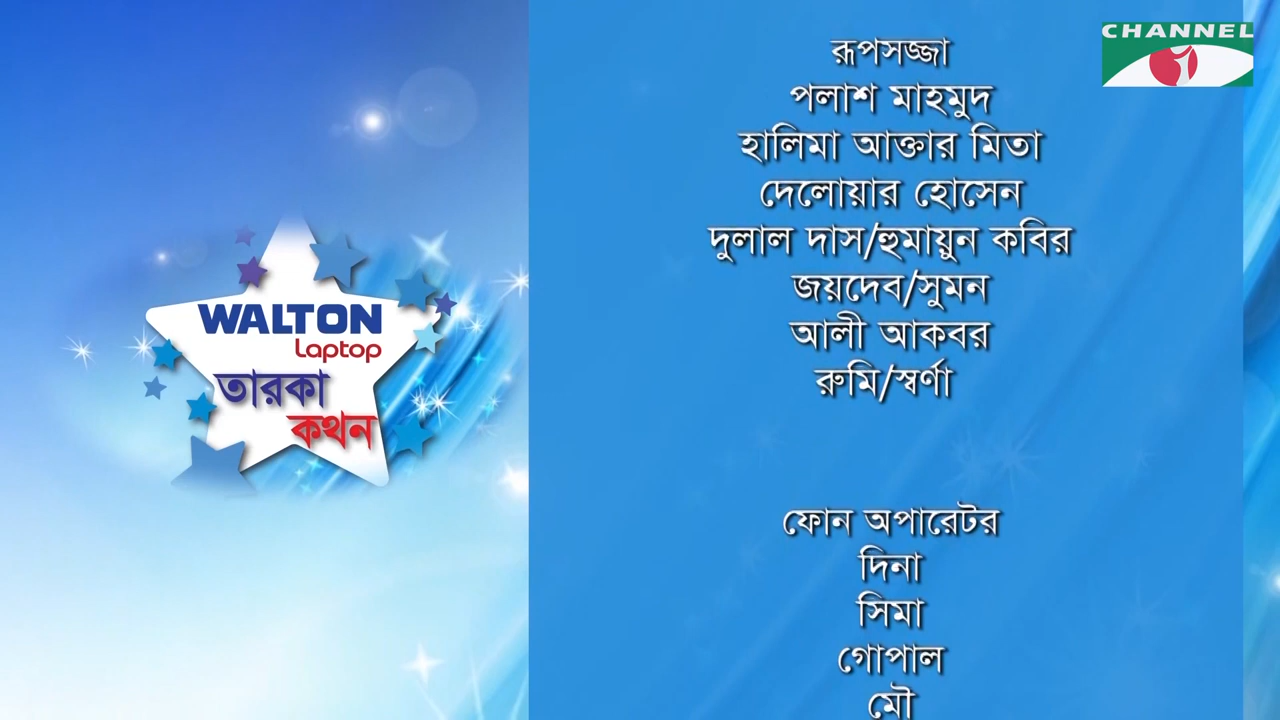 CHANNEL
রূপসজ্জা
পলাশ মাহমুদ
হালিমা আক্তার মিতা
দেলোয়ার হোসেন
দুলাল দাস/হুমায়ুন কবির
জয়দেব/সুমন
আলী আকবর
রুমি/স্বর্ণা
ফোন অপারেটর
দিনা
সিমা
গোপাল
মৌ
WALTON
Laptop
তারকা
কথন